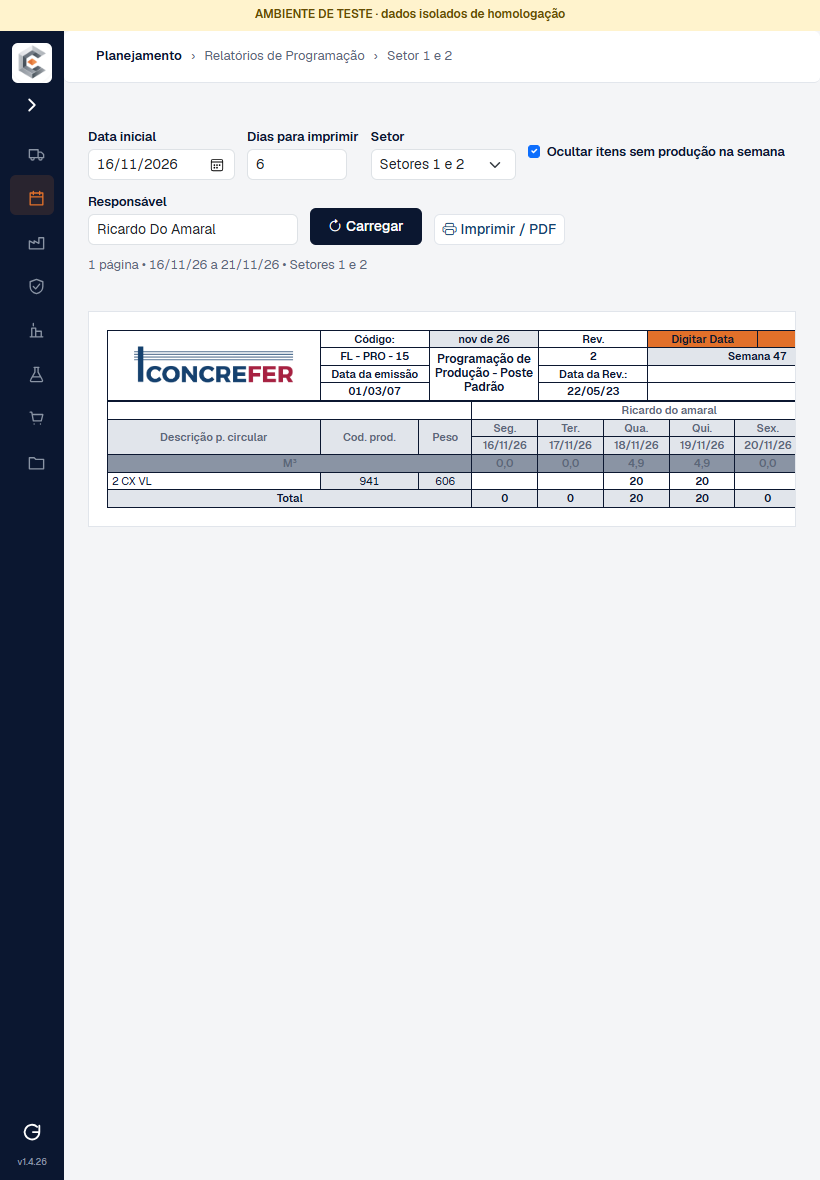 AMBIENTE DE TESTE · dados isolados de homologação
Planejamento › Relatórios de Programação › Setor 1 e 2
Data inicial
Dias para imprimir
Setor
16/11/2026
6
Setores 1 e 2
Ocultar itens sem produção na semana
Responsável
Ricardo Do Amaral
Carregar
Imprimir / PDF
1 página • 16/11/26 a 21/11/26 • Setores 1 e 2
CONCREFER
Código: nov de 26 Rev. Digitar Data
FL - PRO - 15 2 Semana 47
Programação de
Produção - Poste
Padrão
Data da emissão Data da Rev.:
01/03/07 22/05/23
Ricardo do amaral
Descrição p. circular Cod. prod. Peso Seg. Ter. Qua. Qui. Sex.
16/11/26 17/11/26 18/11/26 19/11/26 20/11/26
M³ 0,0 0,0 4,9 4,9 0,0
2 CX VL 941 606 20 20
Total 0 0 20 20 0
v1.4.26